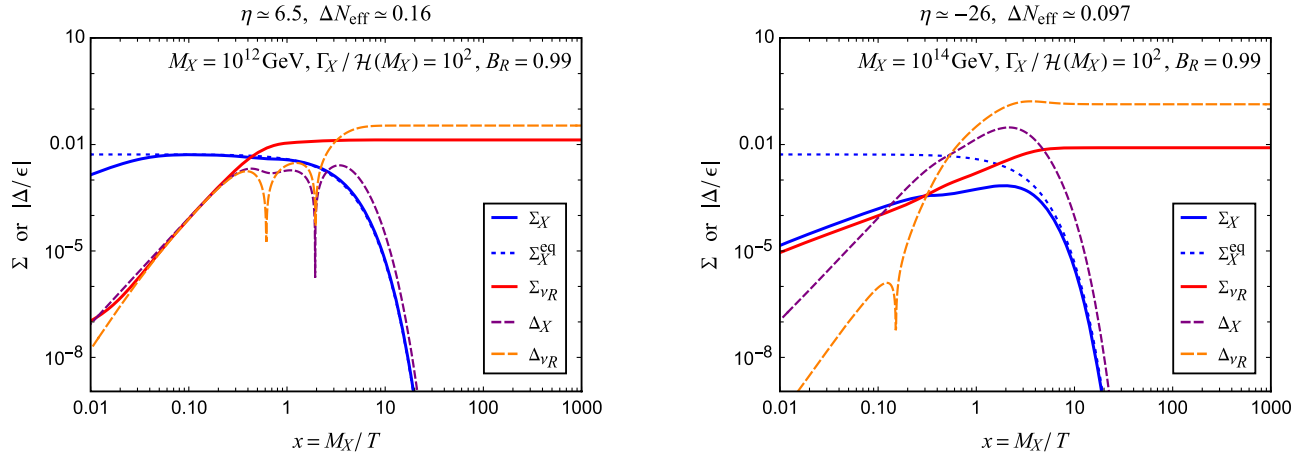 η ≃ 6.5, ΔN_eff ≃ 0.16
M_X = 10^12 GeV, Γ_X / ℋ(M_X) = 10^2, B_R = 0.99
10
0.01
10^-5
10^-8
Σ or |Δ/ϵ|
Σ_X
Σ_X^eq
Σ_νR
Δ_X
Δ_νR
0.01 0.10 1 10 100 1000
x = M_X / T
η ≃ -26, ΔN_eff ≃ 0.097
M_X = 10^14 GeV, Γ_X / ℋ(M_X) = 10^2, B_R = 0.99
10
0.01
10^-5
10^-8
Σ or |Δ/ϵ|
Σ_X
Σ_X^eq
Σ_νR
Δ_X
Δ_νR
0.01 0.10 1 10 100 1000
x = M_X / T